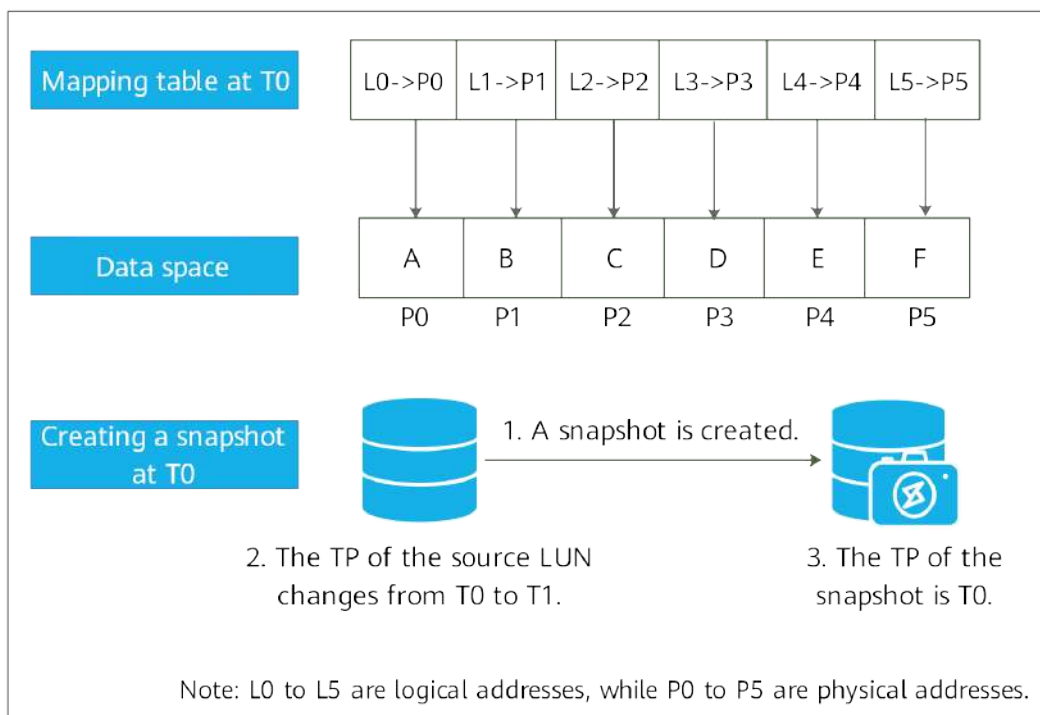 Mapping table at T0
L0->P0 L1->P1 L2->P2 L3->P3 L4->P4 L5->P5
Data space
A B C D E F
P0 P1 P2 P3 P4 P5
Creating a snapshot
at T0
1. A snapshot is created.
2. The TP of the source LUN
changes from T0 to T1.
3. The TP of the
snapshot is T0.
Note: L0 to L5 are logical addresses, while P0 to P5 are physical addresses.